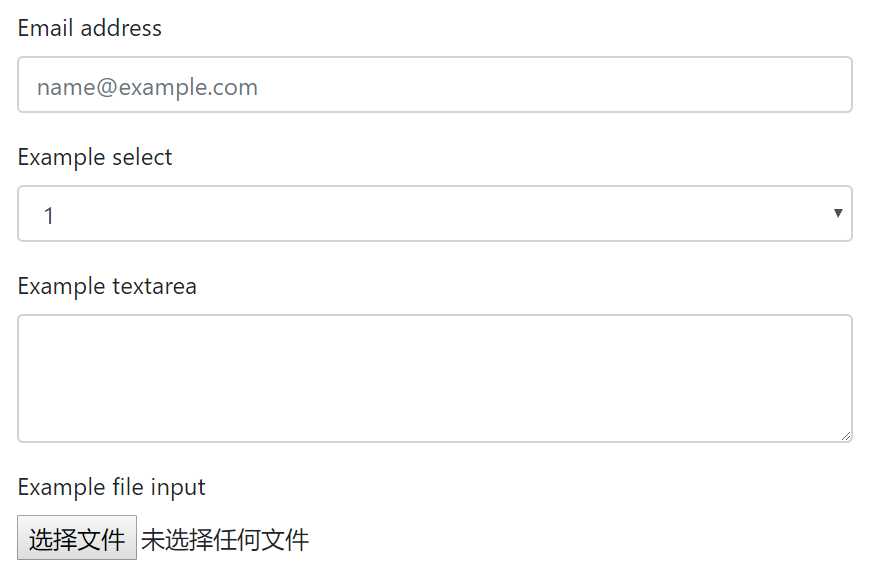 Email address
name@example.com
Example select
1
Example textarea
Example file input
选择文件 未选择任何文件